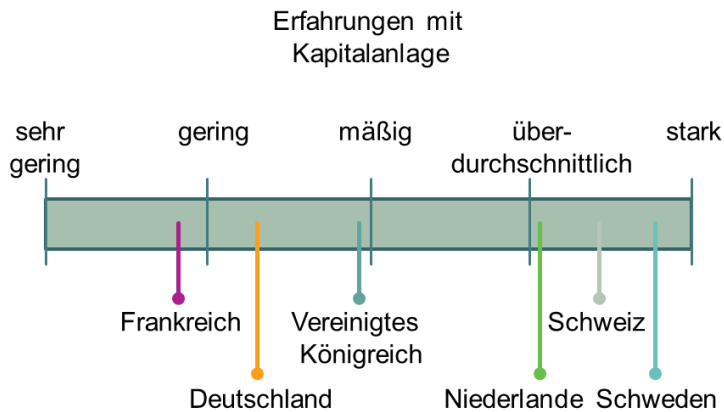 Erfahrungen mit
Kapitalanlage
sehr
gering
gering
mäßig
über-
durchschnittlich
stark
Frankreich
Vereinigtes
Königreich
Schweiz
Deutschland
Niederlande
Schweden